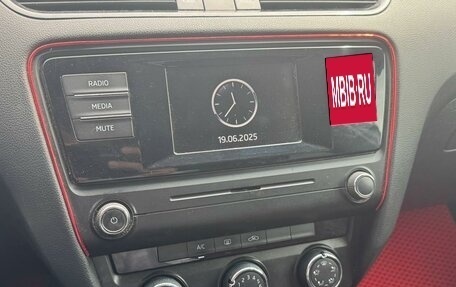 RADIO
MEDIA
MUTE
19.06.2025
MBIB.RU
A/C